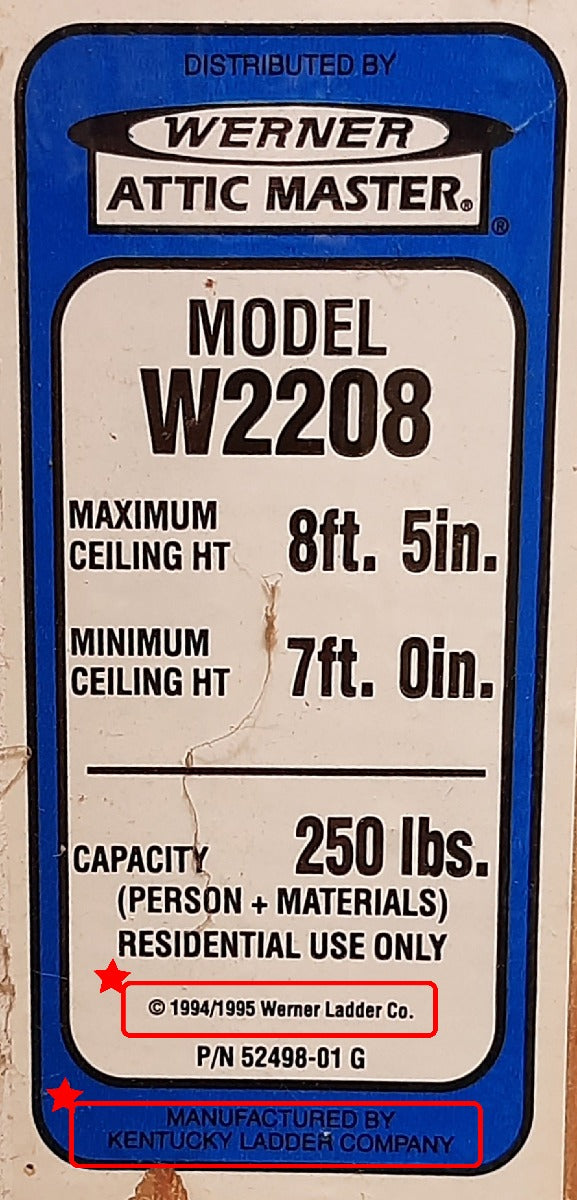 DISTRIBUTED BY
WERNER
ATTIC MASTER®
®
MODEL
W2208
MAXIMUM
CEILING HT 8ft. 5in.
MINIMUM
CEILING HT 7ft. 0in.
CAPACITY 250 lbs.
(PERSON + MATERIALS)
RESIDENTIAL USE ONLY
© 1994/1995 Werner Ladder Co.
P/N 52498-01 G
MANUFACTURED BY
KENTUCKY LADDER COMPANY